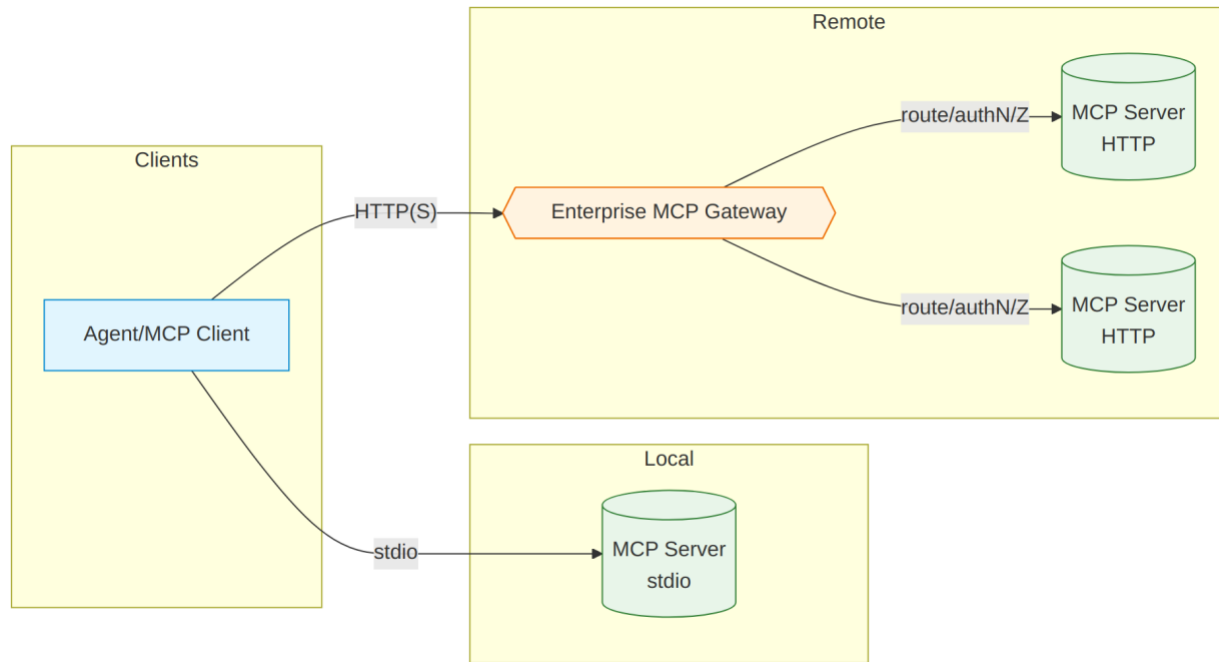 Remote
route/authN/Z
MCP Server
HTTP
Clients
HTTP(S)
Enterprise MCP Gateway
route/authN/Z
MCP Server
HTTP
Agent/MCP Client
Local
stdio
MCP Server
stdio